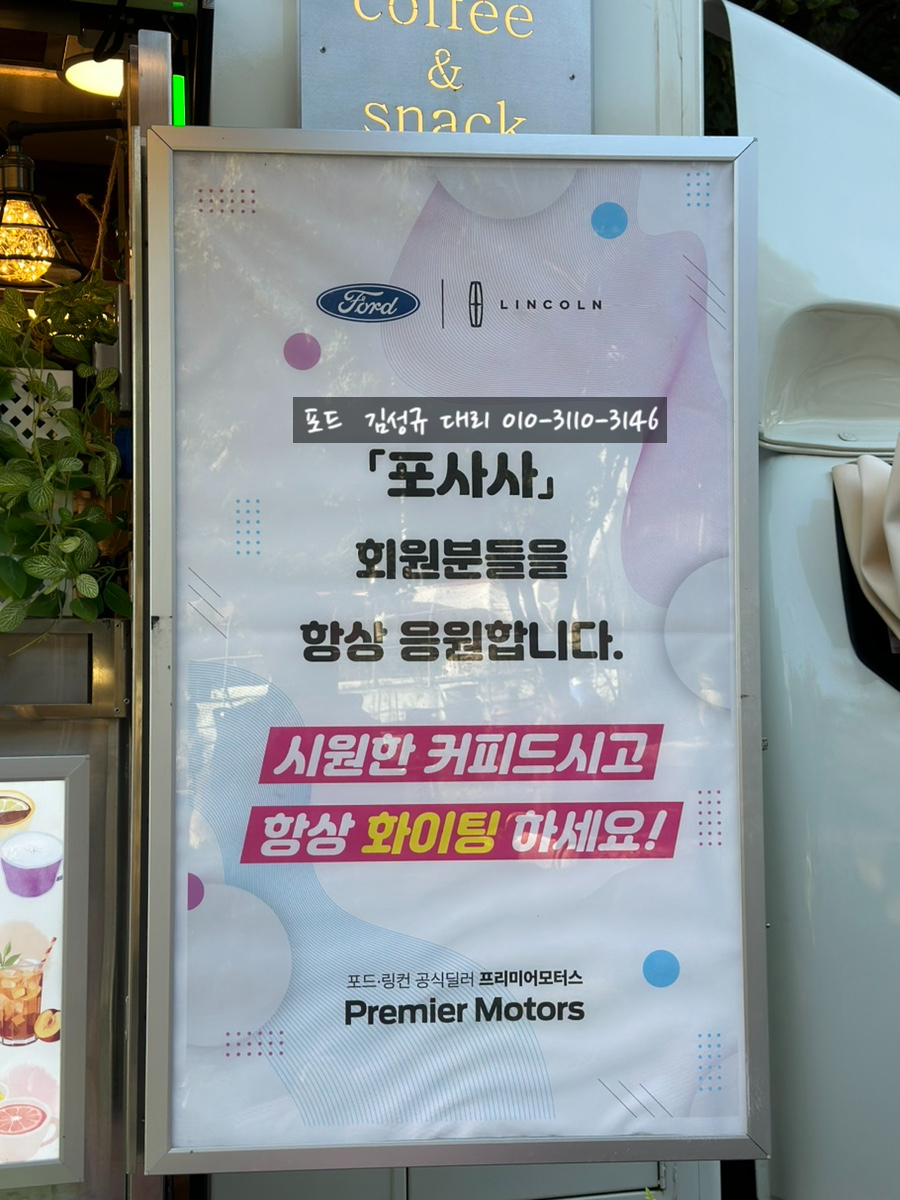 coffee
&
snack
Ford
LINCOLN
포드 김성규 대리 010-3110-3146
「포사사」
회원분들을
항상 응원합니다.
시원한 커피드시고
항상 화이팅 하세요!
포드·링컨 공식딜러 프리미어모터스
Premier Motors